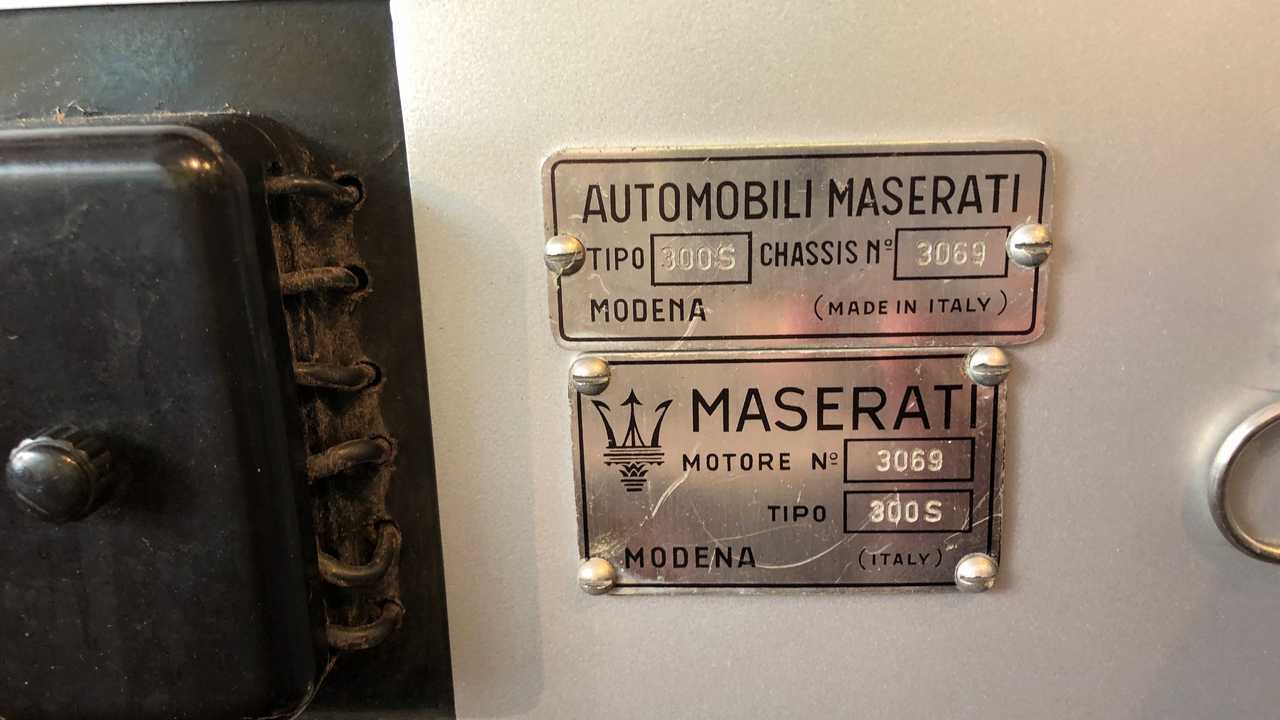 AUTOMOBILI MASERATI
TIPO 300S CHASSIS Nº 3069
MODENA (MADE IN ITALY)
MASERATI
MOTORE Nº 3069
TIPO 300S
MODENA (ITALY)